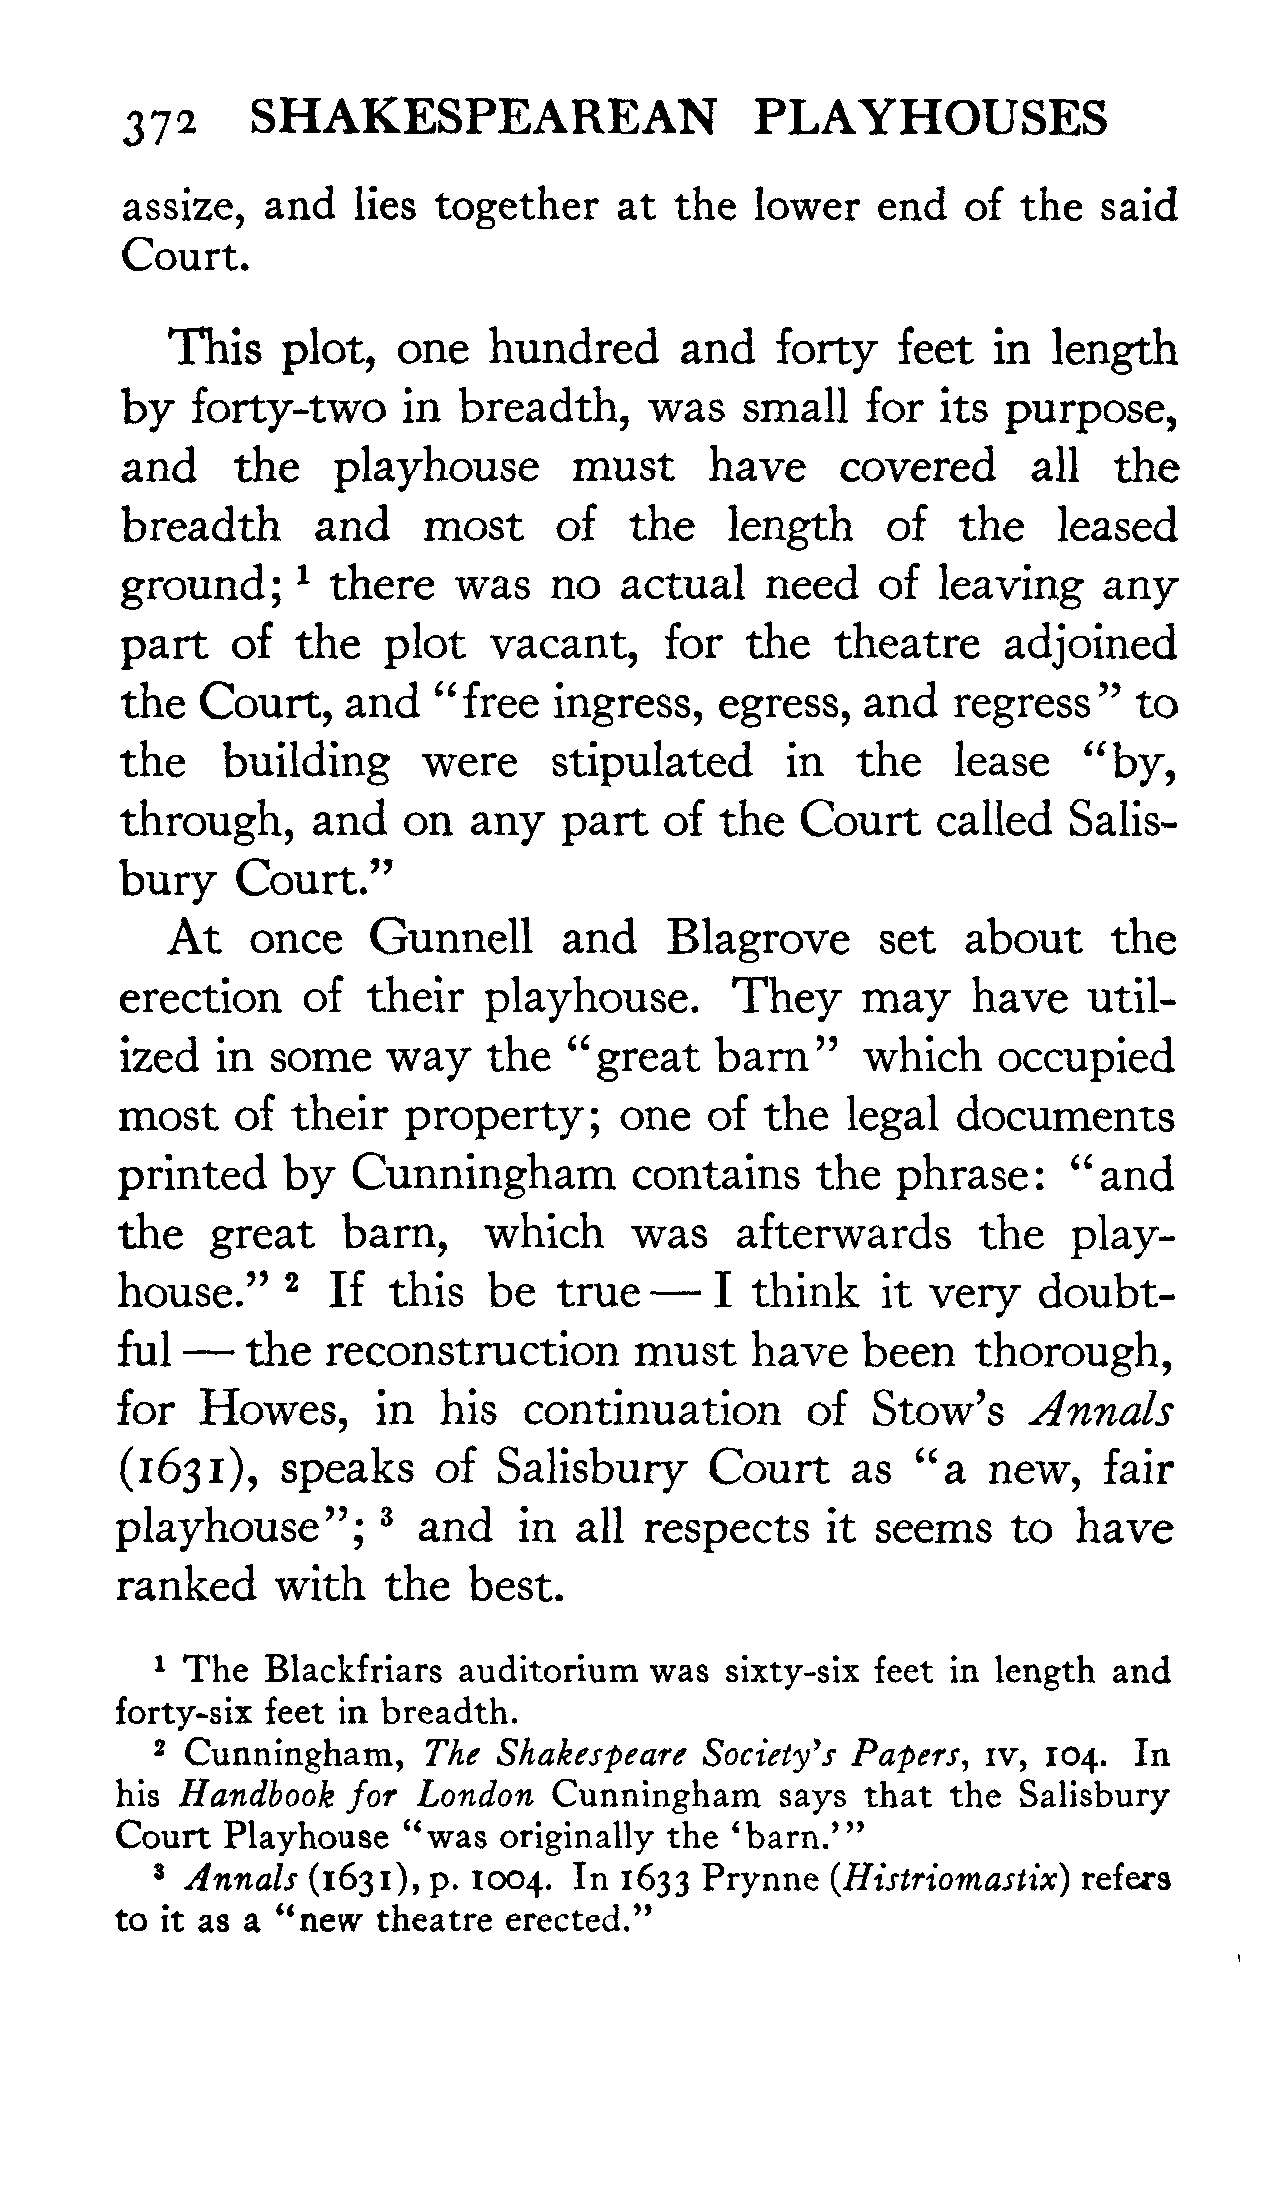 372 SHAKESPEAREAN PLAYHOUSES
assize, and lies together at the lower end of the said
Court.
This plot, one hundred and forty feet in length
by forty-two in breadth, was small for its purpose,
and the playhouse must have covered all the
breadth and most of the length of the leased
ground; ¹ there was no actual need of leaving any
part of the plot vacant, for the theatre adjoined
the Court, and “free ingress, egress, and regress” to
the building were stipulated in the lease “by,
through, and on any part of the Court called Salis-
bury Court.”
At once Gunnell and Blagrove set about the
erection of their playhouse. They may have util-
ized in some way the “great barn” which occupied
most of their property; one of the legal documents
printed by Cunningham contains the phrase: “and
the great barn, which was afterwards the play-
house.” ² If this be true — I think it very doubt-
ful — the reconstruction must have been thorough,
for Howes, in his continuation of Stow’s Annals
(1631), speaks of Salisbury Court as “a new, fair
playhouse”; ³ and in all respects it seems to have
ranked with the best.
¹ The Blackfriars auditorium was sixty-six feet in length and
forty-six feet in breadth.
² Cunningham, The Shakespeare Society’s Papers, IV, 104. In
his Handbook for London Cunningham says that the Salisbury
Court Playhouse “was originally the ‘barn.’”
³ Annals (1631), p. 1004. In 1633 Prynne (Histriomastix) refers
to it as a “new theatre erected.”